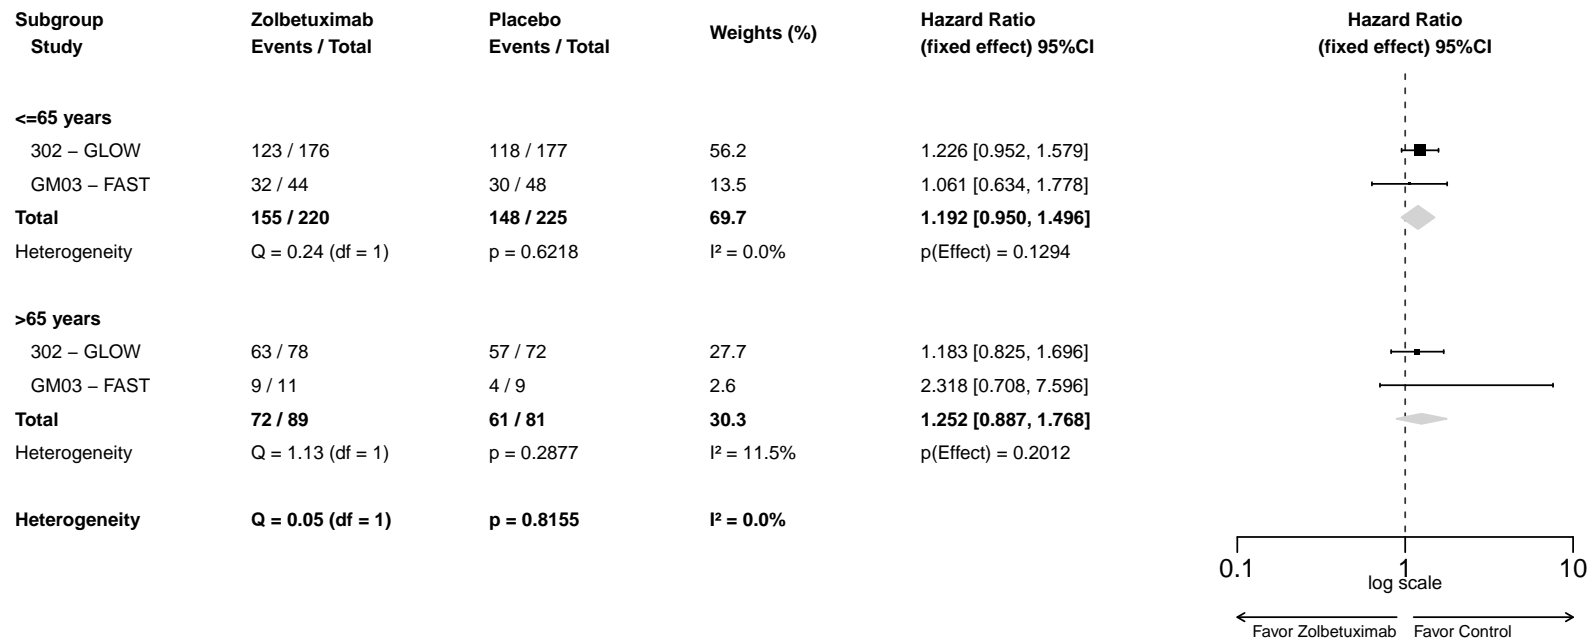 Subgroup Zolbetuximab Placebo Weights (%) Hazard Ratio Hazard Ratio
Study Events / Total Events / Total (fixed effect) 95%CI (fixed effect) 95%CI
<=65 years
302 − GLOW 123 / 176 118 / 177 56.2 1.226 [0.952, 1.579]
GM03 − FAST 32 / 44 30 / 48 13.5 1.061 [0.634, 1.778]
Total 155 / 220 148 / 225 69.7 1.192 [0.950, 1.496]
Heterogeneity Q = 0.24 (df = 1) p = 0.6218 I² = 0.0% p(Effect) = 0.1294
>65 years
302 − GLOW 63 / 78 57 / 72 27.7 1.183 [0.825, 1.696]
GM03 − FAST 9 / 11 4 / 9 2.6 2.318 [0.708, 7.596]
Total 72 / 89 61 / 81 30.3 1.252 [0.887, 1.768]
Heterogeneity Q = 1.13 (df = 1) p = 0.2877 I² = 11.5% p(Effect) = 0.2012
Heterogeneity Q = 0.05 (df = 1) p = 0.8155 I² = 0.0%
0.1 1 10
log scale
Favor Zolbetuximab Favor Control